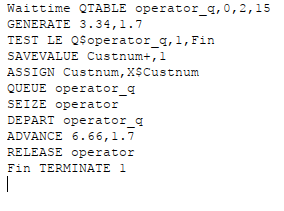 Waittime QTABLE operator_q,0,2,15
GENERATE 3.34,1.7
TEST LE Q$operator_q,1,Fin
SAVEVALUE Custnum+,1
ASSIGN Custnum,X$Custnum
QUEUE operator_q
SEIZE operator
DEPART operator_q
ADVANCE 6.66,1.7
RELEASE operator
Fin TERMINATE 1